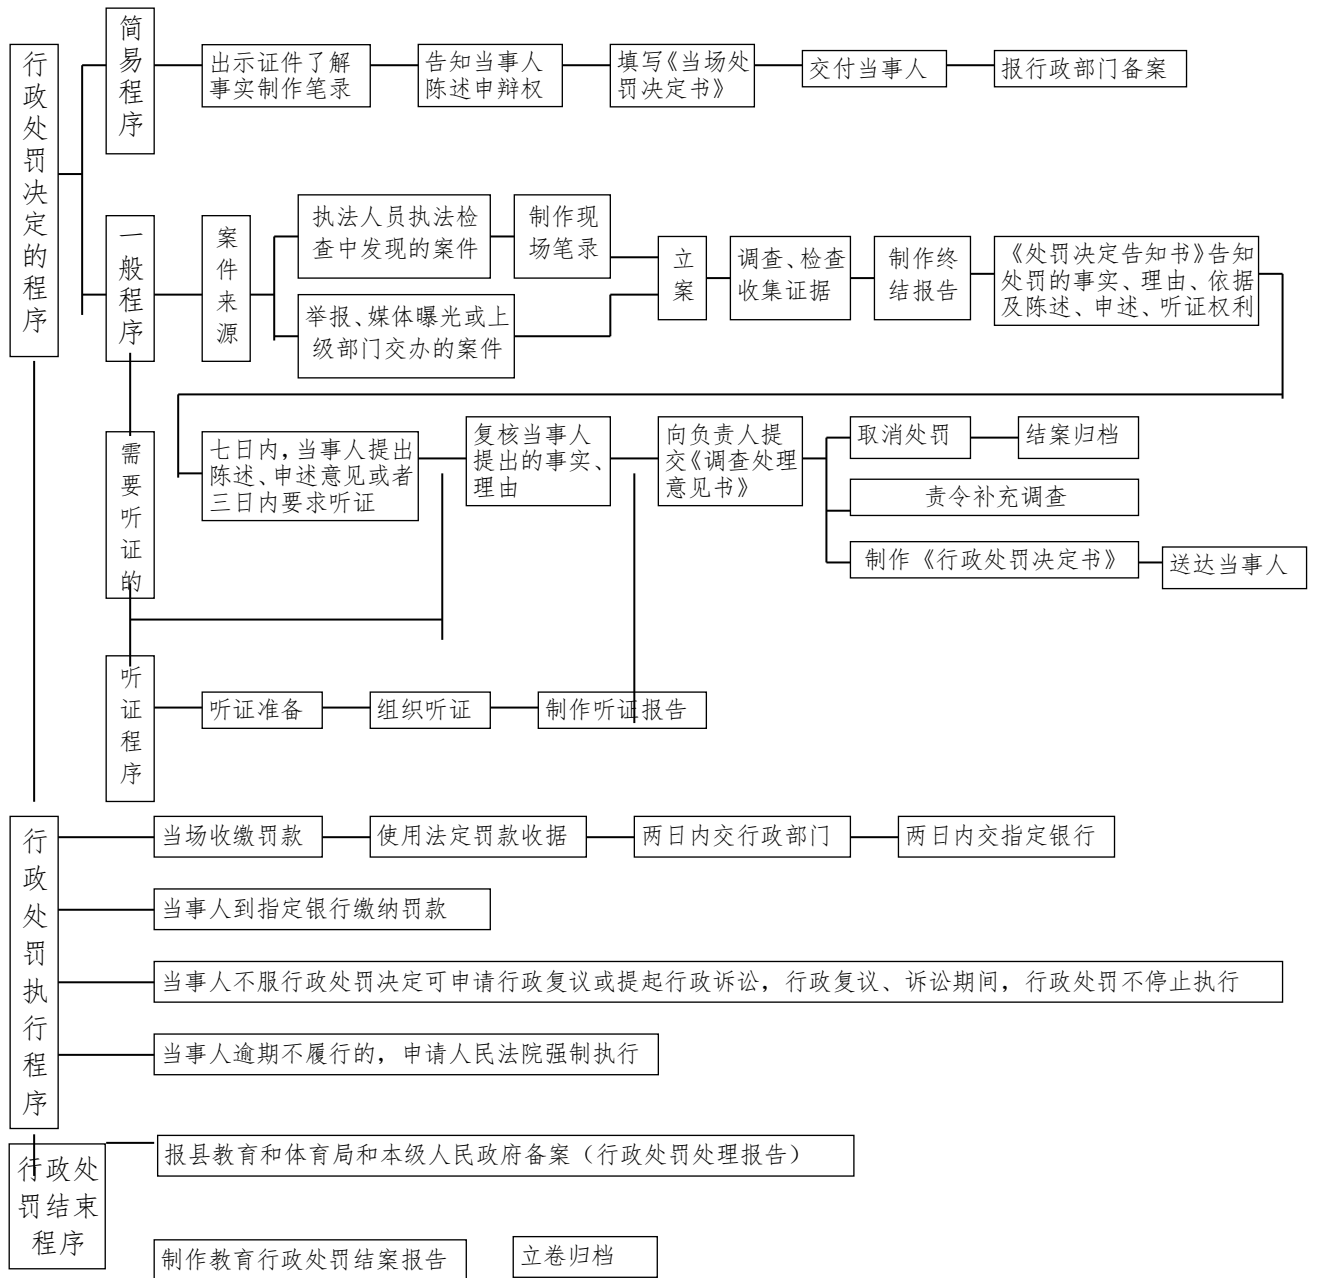 行政处罚决定的程序
简易程序
出示证件了解
事实制作笔录
告知当事人
陈述申辩权
填写《当场处
罚决定书》
交付当事人
报行政部门备案
一般程序
案件来源
执法人员执法检
查中发现的案件
制作现
场笔录
举报、媒体曝光或上
级部门交办的案件
立案
调查、检查
收集证据
制作终
结报告
《处罚决定告知书》告知
处罚的事实、理由、依据
及陈述、申述、听证权利
需要听证的
七日内，当事人提出
陈述、申述意见或者
三日内要求听证
复核当事人
提出的事实、
理由
向负责人提
交《调查处理
意见书》
取消处罚
结案归档
责令补充调查
制作《行政处罚决定书》
送达当事人
听证程序
听证准备
组织听证
制作听证报告
行政处罚执行程序
当场收缴罚款
使用法定罚款收据
两日内交行政部门
两日内交指定银行
当事人到指定银行缴纳罚款
当事人不服行政处罚决定可申请行政复议或提起行政诉讼，行政复议、诉讼期间，行政处罚不停止执行
当事人逾期不履行的，申请人民法院强制执行
行政处
罚结束
程序
报县教育和体育局和本级人民政府备案（行政处罚处理报告）
制作教育行政处罚结案报告
立卷归档